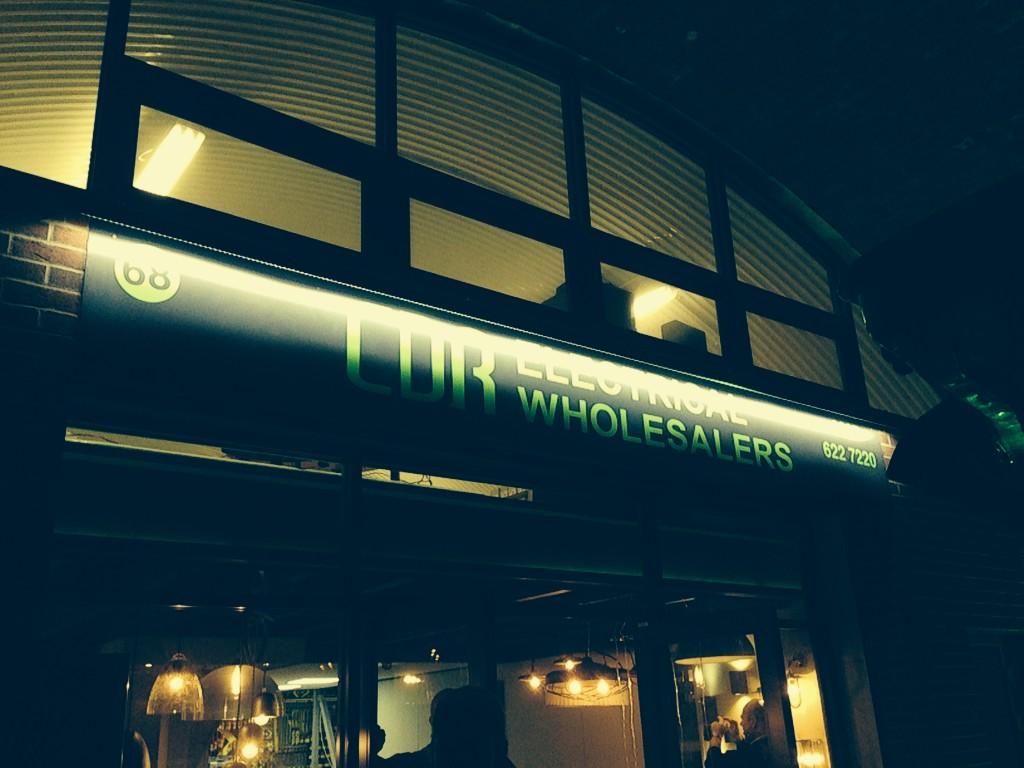 68
CDR ELECTRICAL
WHOLESALERS
622 7220